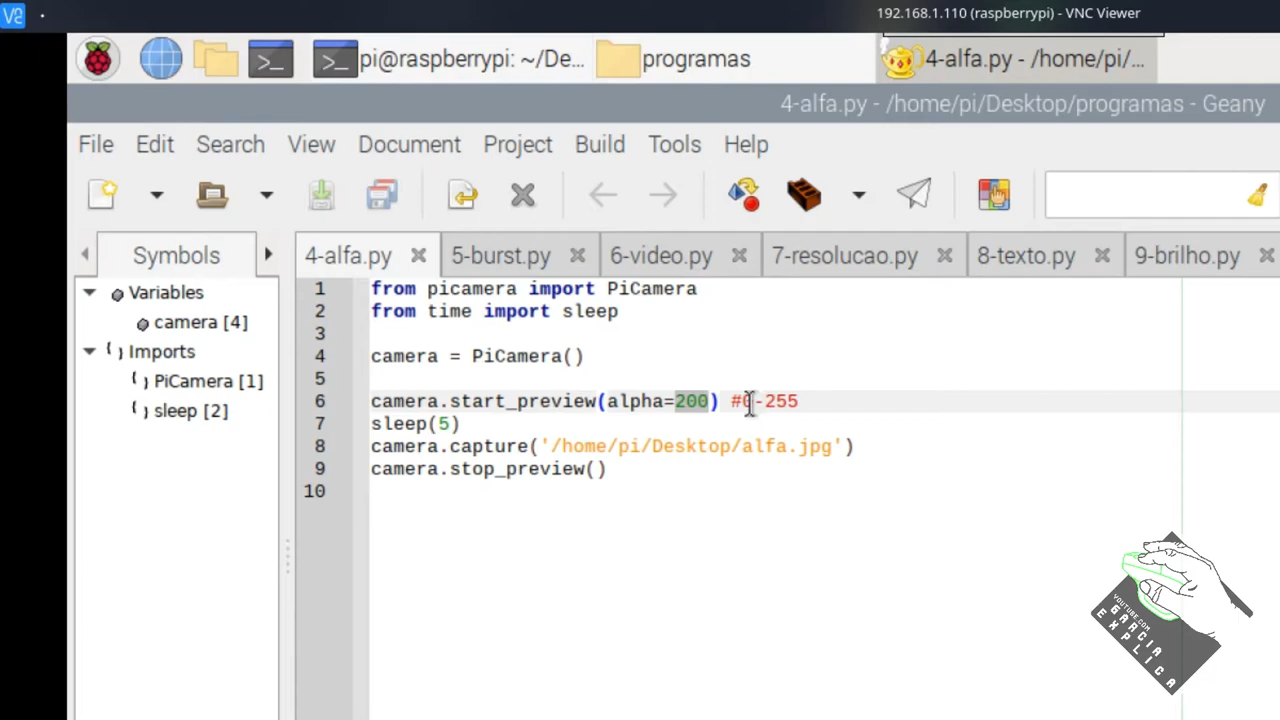 192.168.1.110 (raspberrypi) - VNC Viewer
pi@raspberrypi: ~/De...
programas
4-alfa.py - /home/pi/...
4-alfa.py - /home/pi/Desktop/programas - Geany
File Edit Search View Document Project Build Tools Help
Symbols
4-alfa.py 5-burst.py 6-video.py 7-resolucao.py 8-texto.py 9-brilho.py
Variables
camera [4]
Imports
PiCamera [1]
sleep [2]
1 from picamera import PiCamera
2 from time import sleep
3
4 camera = PiCamera()
5
6 camera.start_preview(alpha=200) #0-255
7 sleep(5)
8 camera.capture('/home/pi/Desktop/alfa.jpg')
9 camera.stop_preview()
10
YOUTUBE.COM
GARCIA
EXPLICA